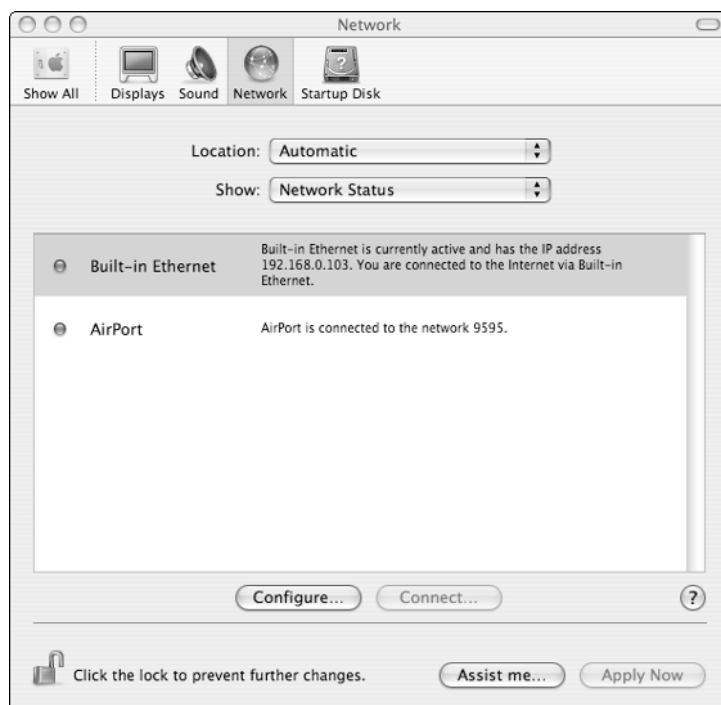 Network
Show All
Displays
Sound
Network
Startup Disk
Location: Automatic
Show: Network Status
Built-in Ethernet
Built-in Ethernet is currently active and has the IP address
192.168.0.103. You are connected to the Internet via Built-in
Ethernet.
AirPort
AirPort is connected to the network 9595.
Configure...
Connect...
?
Click the lock to prevent further changes.
Assist me...
Apply Now